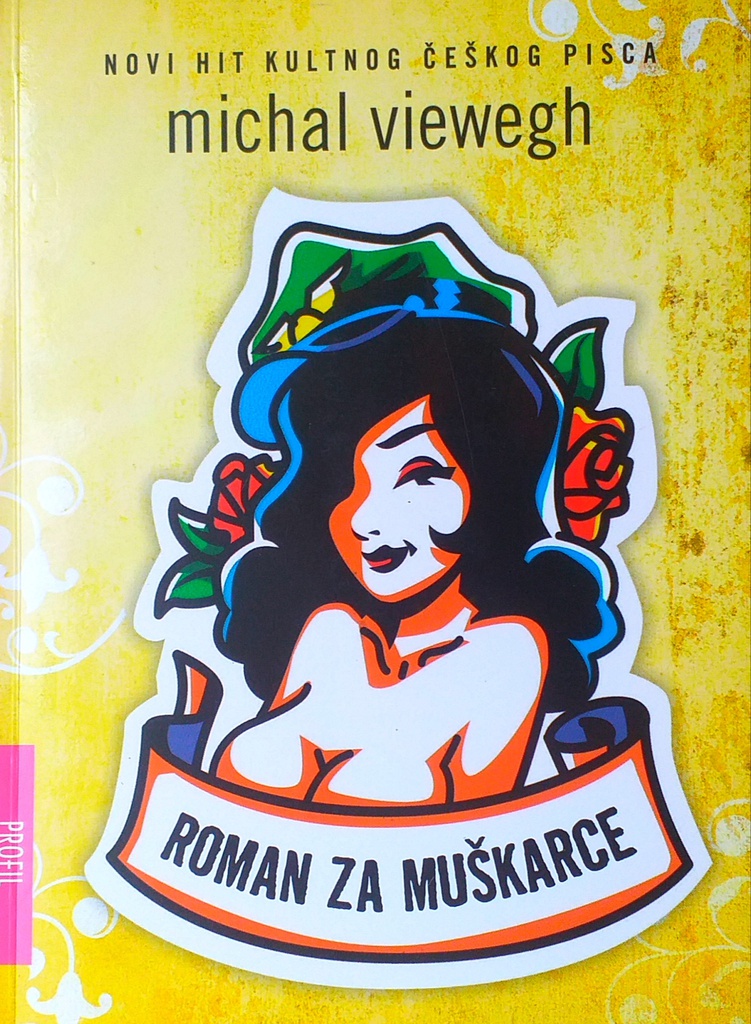 NOVI HIT KULTNOG ČEŠKOG PISCA
michal viewegh
ROMAN ZA MUŠKARCE
PROFIL